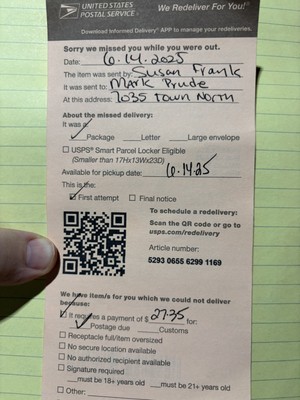 UNITED STATES POSTAL SERVICE® We ReDeliver For You!™
Download Informed Delivery® APP to manage your redeliveries.
Sorry we missed you while you were out.
Date: 6.14.2025
The item was sent by: Susan Frank
It was sent to: Mark Prude
At this address: 7035 Town North
About the missed delivery:
It was a:
✓ Package Letter Large envelope
☐ USPS® Smart Parcel Locker Eligible
(Smaller than 17Hx13Wx23D)
Available for pickup date: 6.14.25
This is the:
☑ First attempt ☐ Final notice
To schedule a redelivery:
Scan the QR code or go to
usps.com/redelivery
Article number:
5293 0655 6299 1169
We have item/s for you which we could not deliver
because:
☑ It requires a payment of $ 27.35 for:
✓ Postage due Customs
☐ Receptacle full/item oversized
☐ No secure location available
☐ No authorized recipient available
☐ Signature required
must be 18+ years old must be 21+ years old
☐ Other: